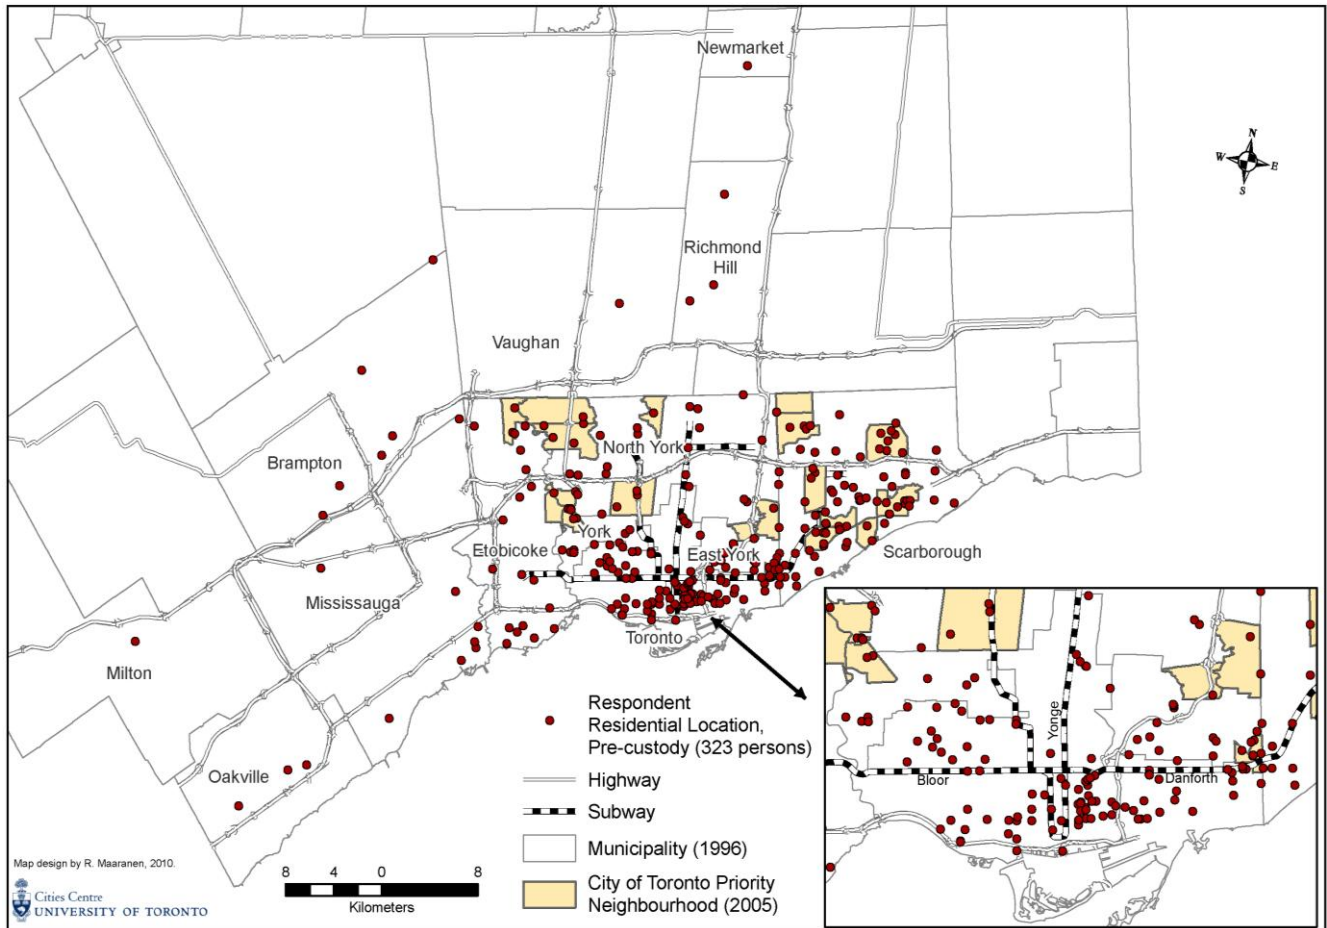 Newmarket
N
W
E
S
Richmond
Hill
Vaughan
North York
Brampton
York
Etobicoke
East York
Scarborough
Mississauga
Toronto
Milton
Respondent
Residential Location,
Pre-custody (323 persons)
Yonge
Oakville
Highway
Bloor
Danforth
Subway
Municipality (1996)
Map design by R. Maaranen, 2010.
8 4 0 8
Kilometers
City of Toronto Priority
Neighbourhood (2005)
Cities Centre
UNIVERSITY OF TORONTO